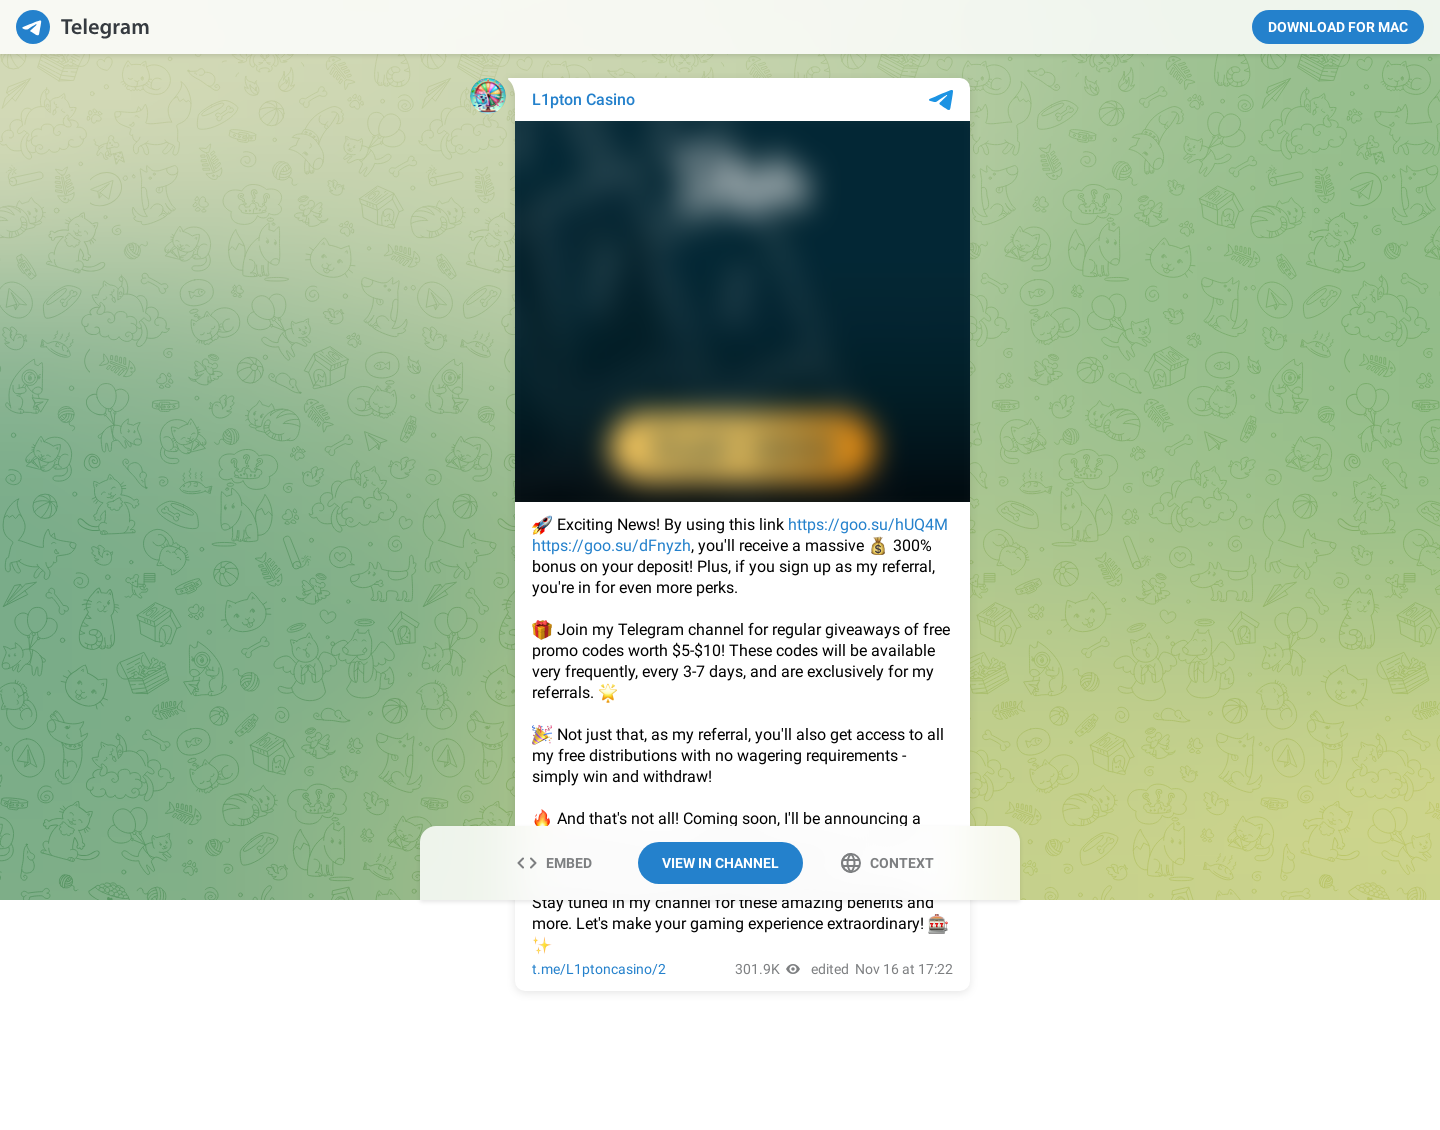 Telegram
DOWNLOAD FOR MAC
L1pton Casino
🚀 Exciting News! By using this link https://goo.su/hUQ4M
https://goo.su/dFnyzh, you'll receive a massive 💰 300%
bonus on your deposit! Plus, if you sign up as my referral,
you're in for even more perks.
🎁 Join my Telegram channel for regular giveaways of free
promo codes worth $5-$10! These codes will be available
very frequently, every 3-7 days, and are exclusively for my
referrals. 🌟
🎉 Not just that, as my referral, you'll also get access to all
my free distributions with no wagering requirements -
simply win and withdraw!
🔥 And that's not all! Coming soon, I'll be announcing a
EMBED
VIEW IN CHANNEL
CONTEXT
Stay tuned in my channel for these amazing benefits and
more. Let's make your gaming experience extraordinary! 🎰
✨
t.me/L1ptoncasino/2
301.9K edited Nov 16 at 17:22